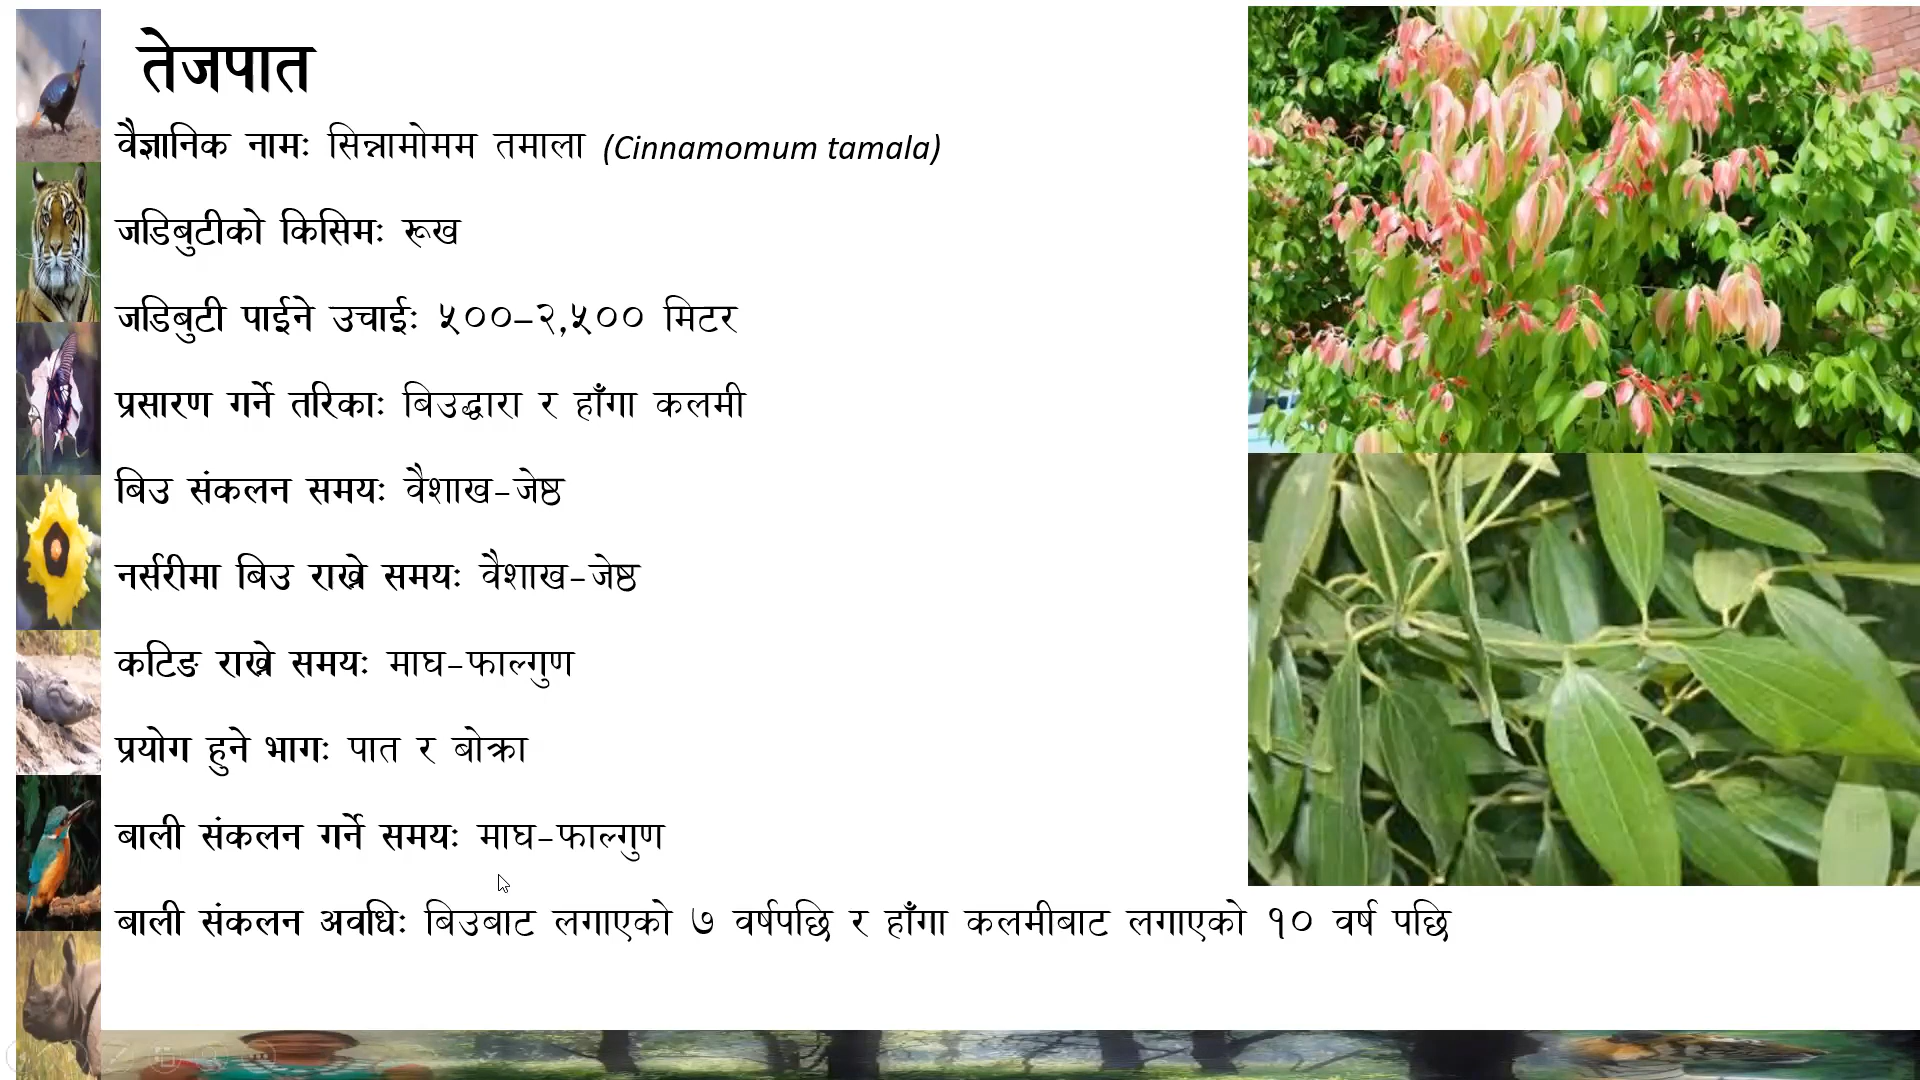 तेजपात
वैज्ञानिक नामः सिन्नामोमम तमाला (Cinnamomum tamala)
जडिबुटीको किसिमः रूख
जडिबुटी पाईने उचाईः ५००–२,५०० मिटर
प्रसारण गर्ने तरिकाः बिउद्धारा र हाँगा कलमी
बिउ संकलन समयः वैशाख-जेष्ठ
नर्सरीमा बिउ राख्ने समयः वैशाख-जेष्ठ
कटिङ राख्ने समयः माघ-फाल्गुण
प्रयोग हुने भागः पात र बोक्रा
बाली संकलन गर्ने समयः माघ-फाल्गुण
बाली संकलन अवधिः बिउबाट लगाएको ७ वर्षपछि र हाँगा कलमीबाट लगाएको १० वर्ष पछि